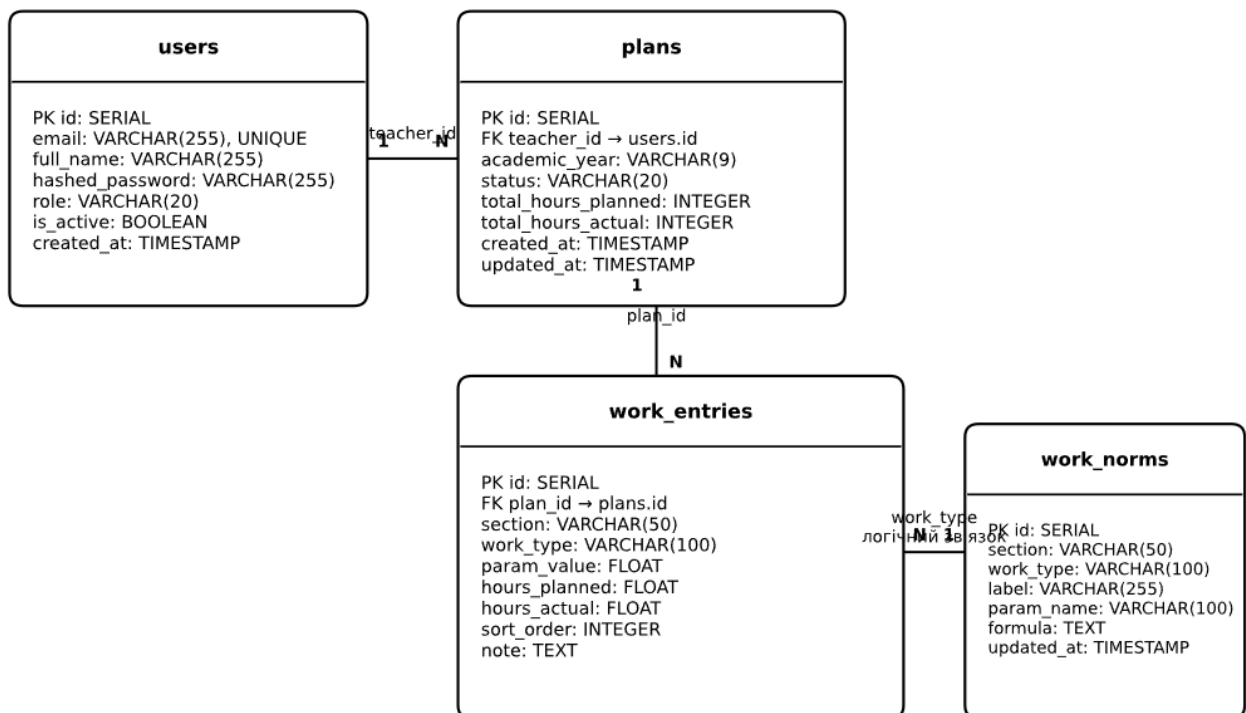 users
PK id: SERIAL
email: VARCHAR(255), UNIQUE
full_name: VARCHAR(255)
hashed_password: VARCHAR(255)
role: VARCHAR(20)
is_active: BOOLEAN
created_at: TIMESTAMP
teacher_id
1 N
plans
PK id: SERIAL
FK teacher_id → users.id
academic_year: VARCHAR(9)
status: VARCHAR(20)
total_hours_planned: INTEGER
total_hours_actual: INTEGER
created_at: TIMESTAMP
updated_at: TIMESTAMP
1
plan_id
N
work_entries
PK id: SERIAL
FK plan_id → plans.id
section: VARCHAR(50)
work_type: VARCHAR(100)
param_value: FLOAT
hours_planned: FLOAT
hours_actual: FLOAT
sort_order: INTEGER
note: TEXT
work_type
логічний зв'язок
N 1
work_norms
PK id: SERIAL
section: VARCHAR(50)
work_type: VARCHAR(100)
label: VARCHAR(255)
param_name: VARCHAR(100)
formula: TEXT
updated_at: TIMESTAMP